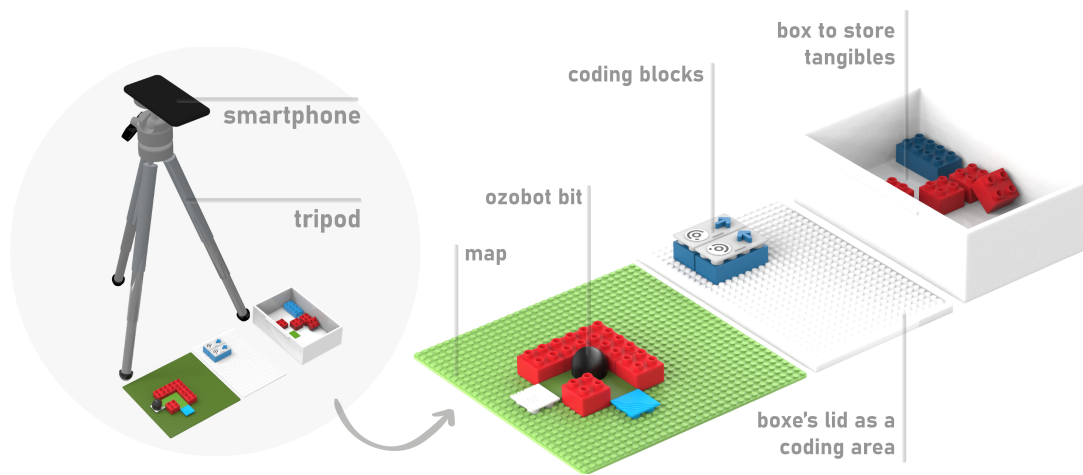 box to store
tangibles
coding blocks
smartphone
ozobot bit
tripod
map
boxe's lid as a
coding area